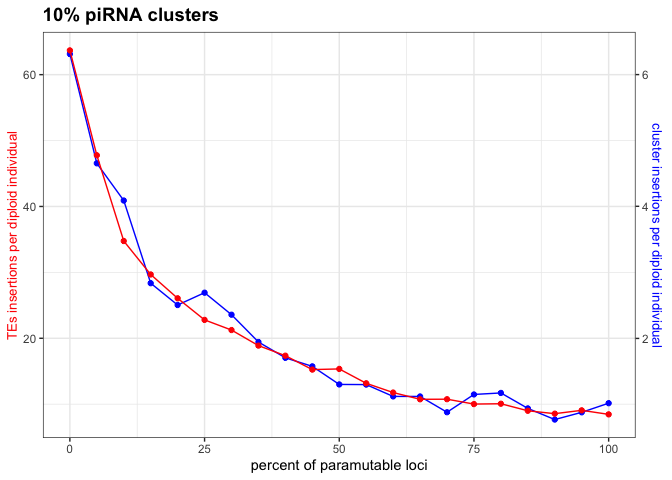 10% piRNA clusters
TEs insertions per diploid individual
60
40
20
6
4
2
cluster insertions per diploid individual
0
25
50
75
100
percent of paramutable loci